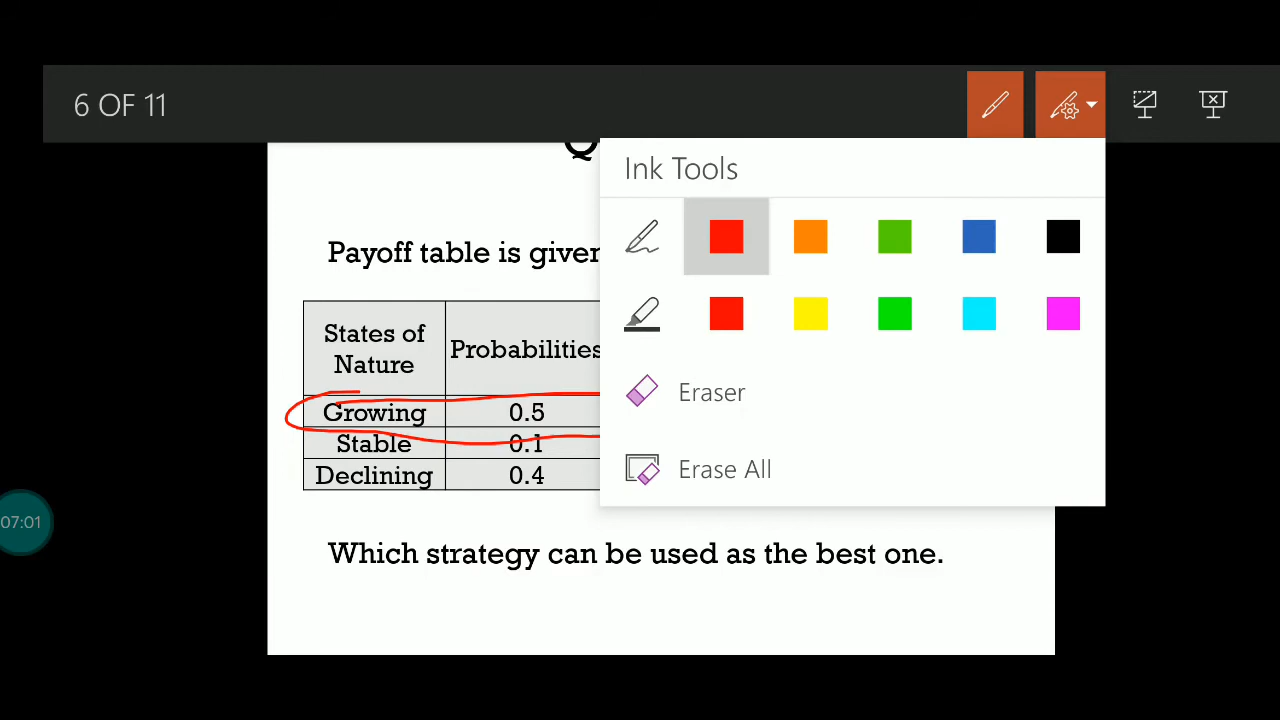 6 OF 11
Ink Tools
Payoff table is given
States of Nature Probabilities
Growing 0.5
Stable 0.1
Declining 0.4
Eraser
Erase All
07:01
Which strategy can be used as the best one.